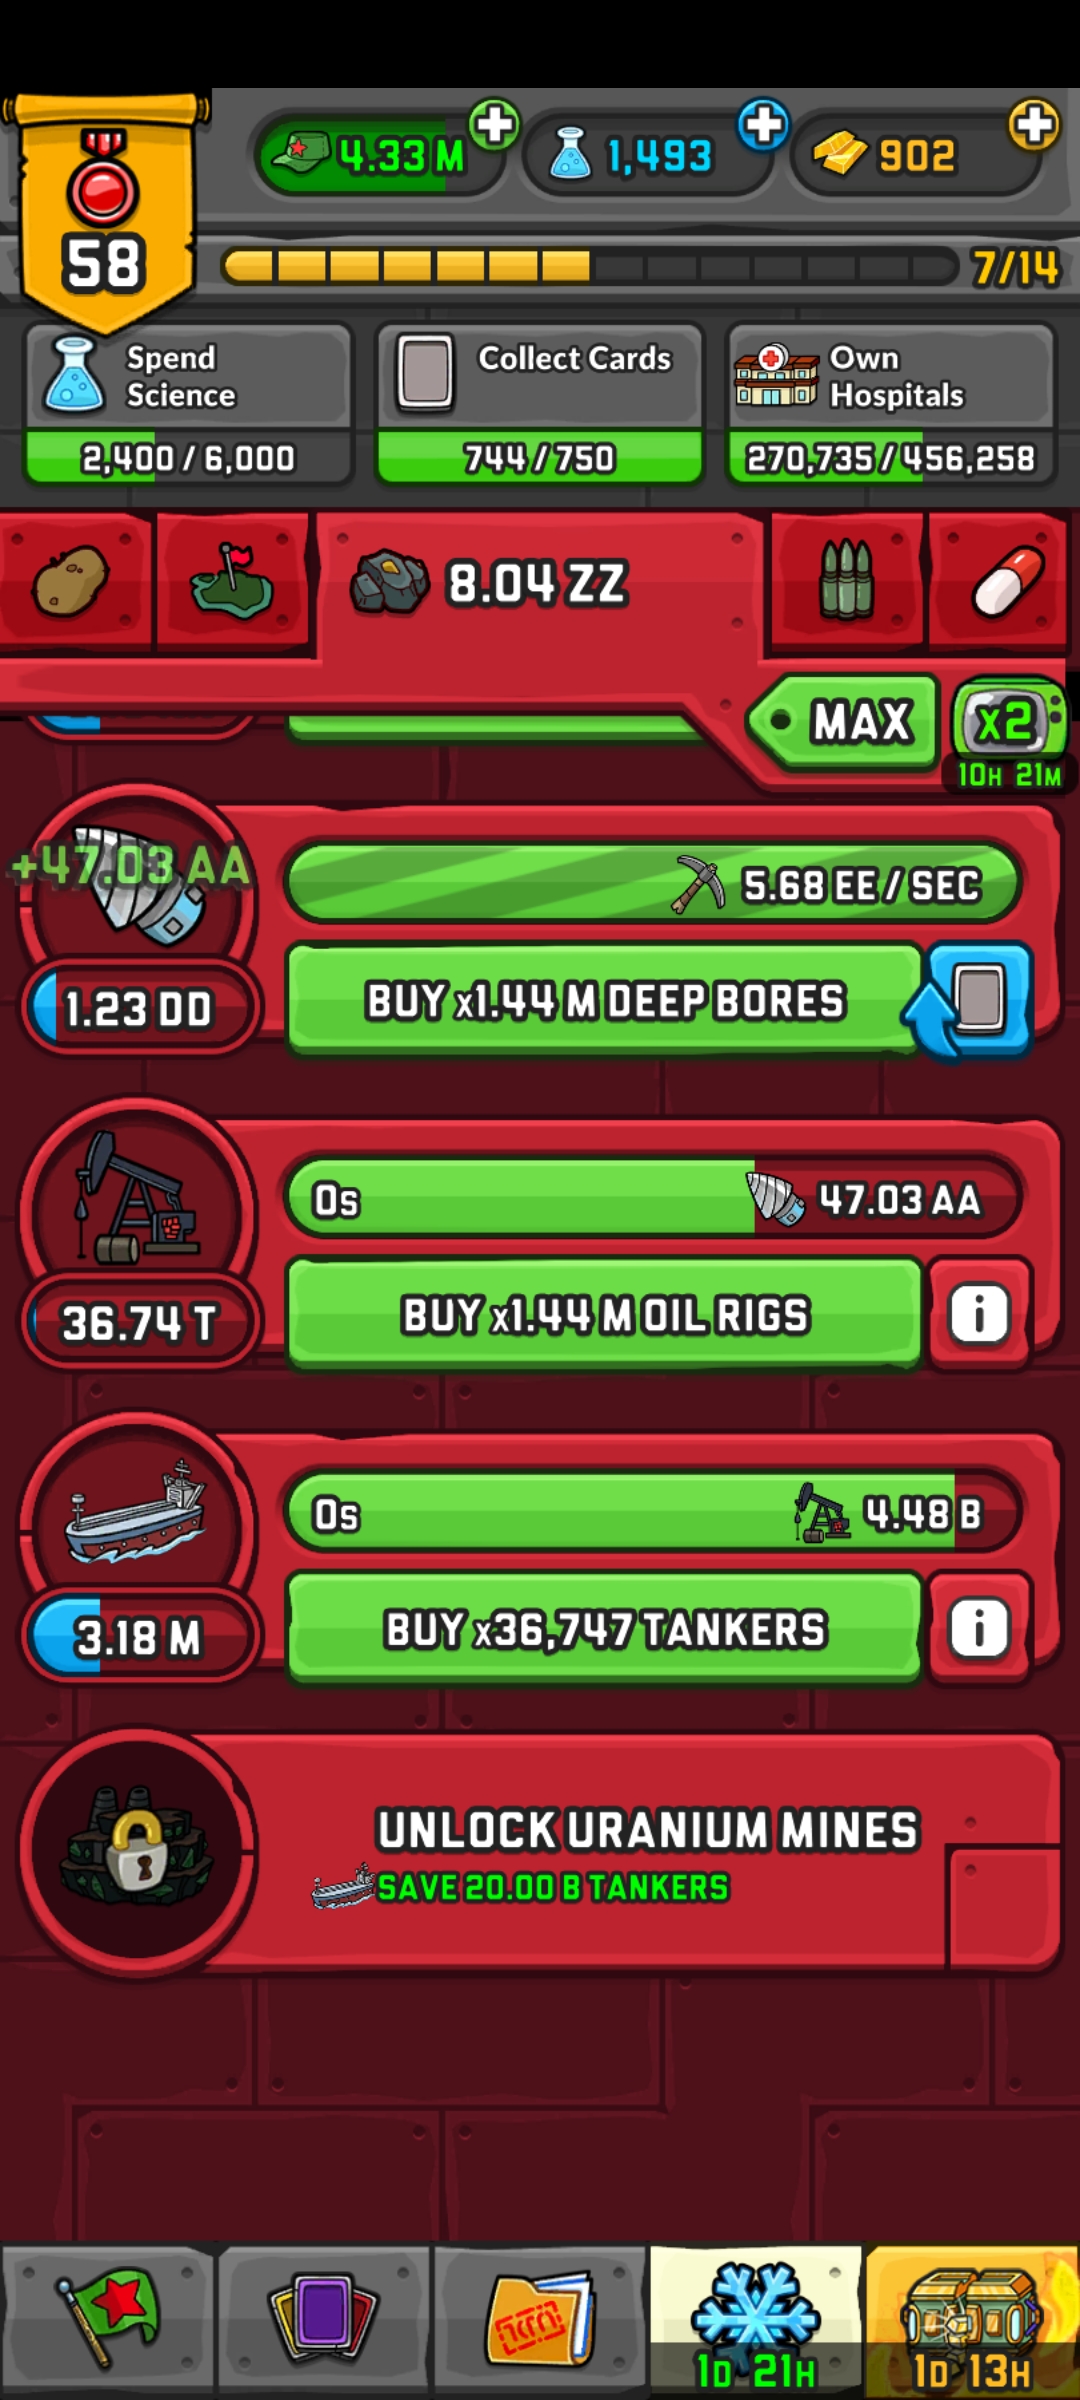 4.33 M
1,493
902
58
7/14
Spend
Science
Collect Cards
Own
Hospitals
2,400 / 6,000
744 / 750
270,735 / 456,258
8.04 ZZ
MAX
x2
10H 21M
+47.03 AA
5.68 EE / SEC
1.23 DD
BUY x1.44 M DEEP BORES
0s
47.03 AA
36.74 T
BUY x1.44 M OIL RIGS
i
0s
4.48 B
3.18 M
BUY x36,747 TANKERS
i
UNLOCK URANIUM MINES
SAVE 20.00 B TANKERS
1D 21H
1D 13H